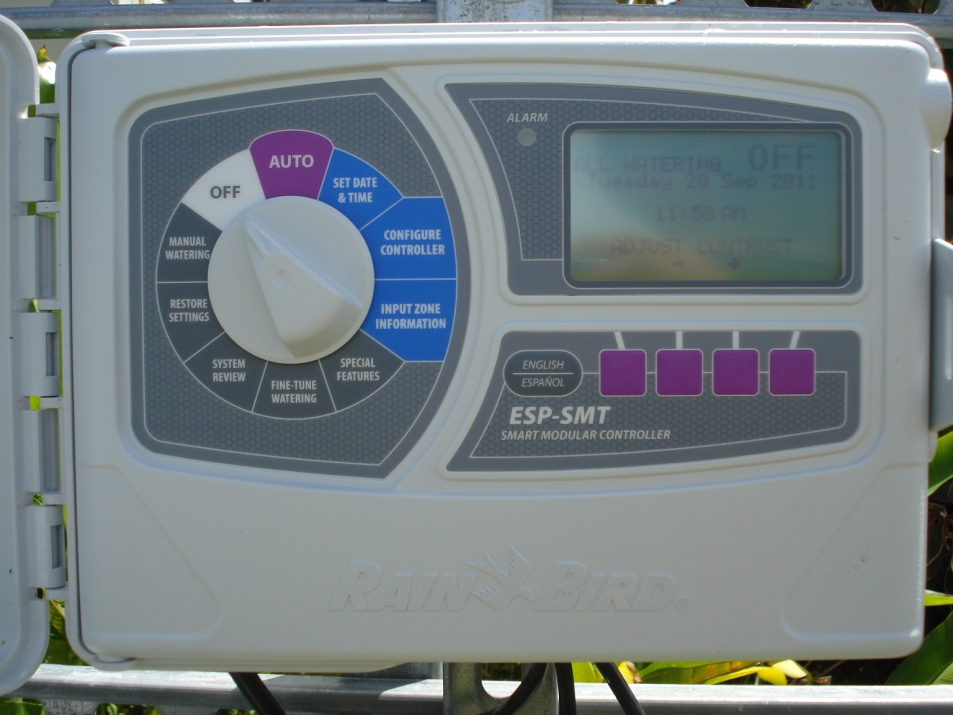 AUTO
OFF
SET DATE
& TIME
MANUAL
WATERING
CONFIGURE
CONTROLLER
RESTORE
SETTINGS
INPUT ZONE
INFORMATION
SYSTEM
REVIEW
FINE-TUNE
WATERING
SPECIAL
FEATURES
ALARM
ALL WATERING OFF
Tuesday 20 Sep
11:58 AM
ADJUST CONTRAST
- +
ENGLISH
ESPAÑOL
ESP-SMT
SMART MODULAR CONTROLLER
RAIN BIRD®